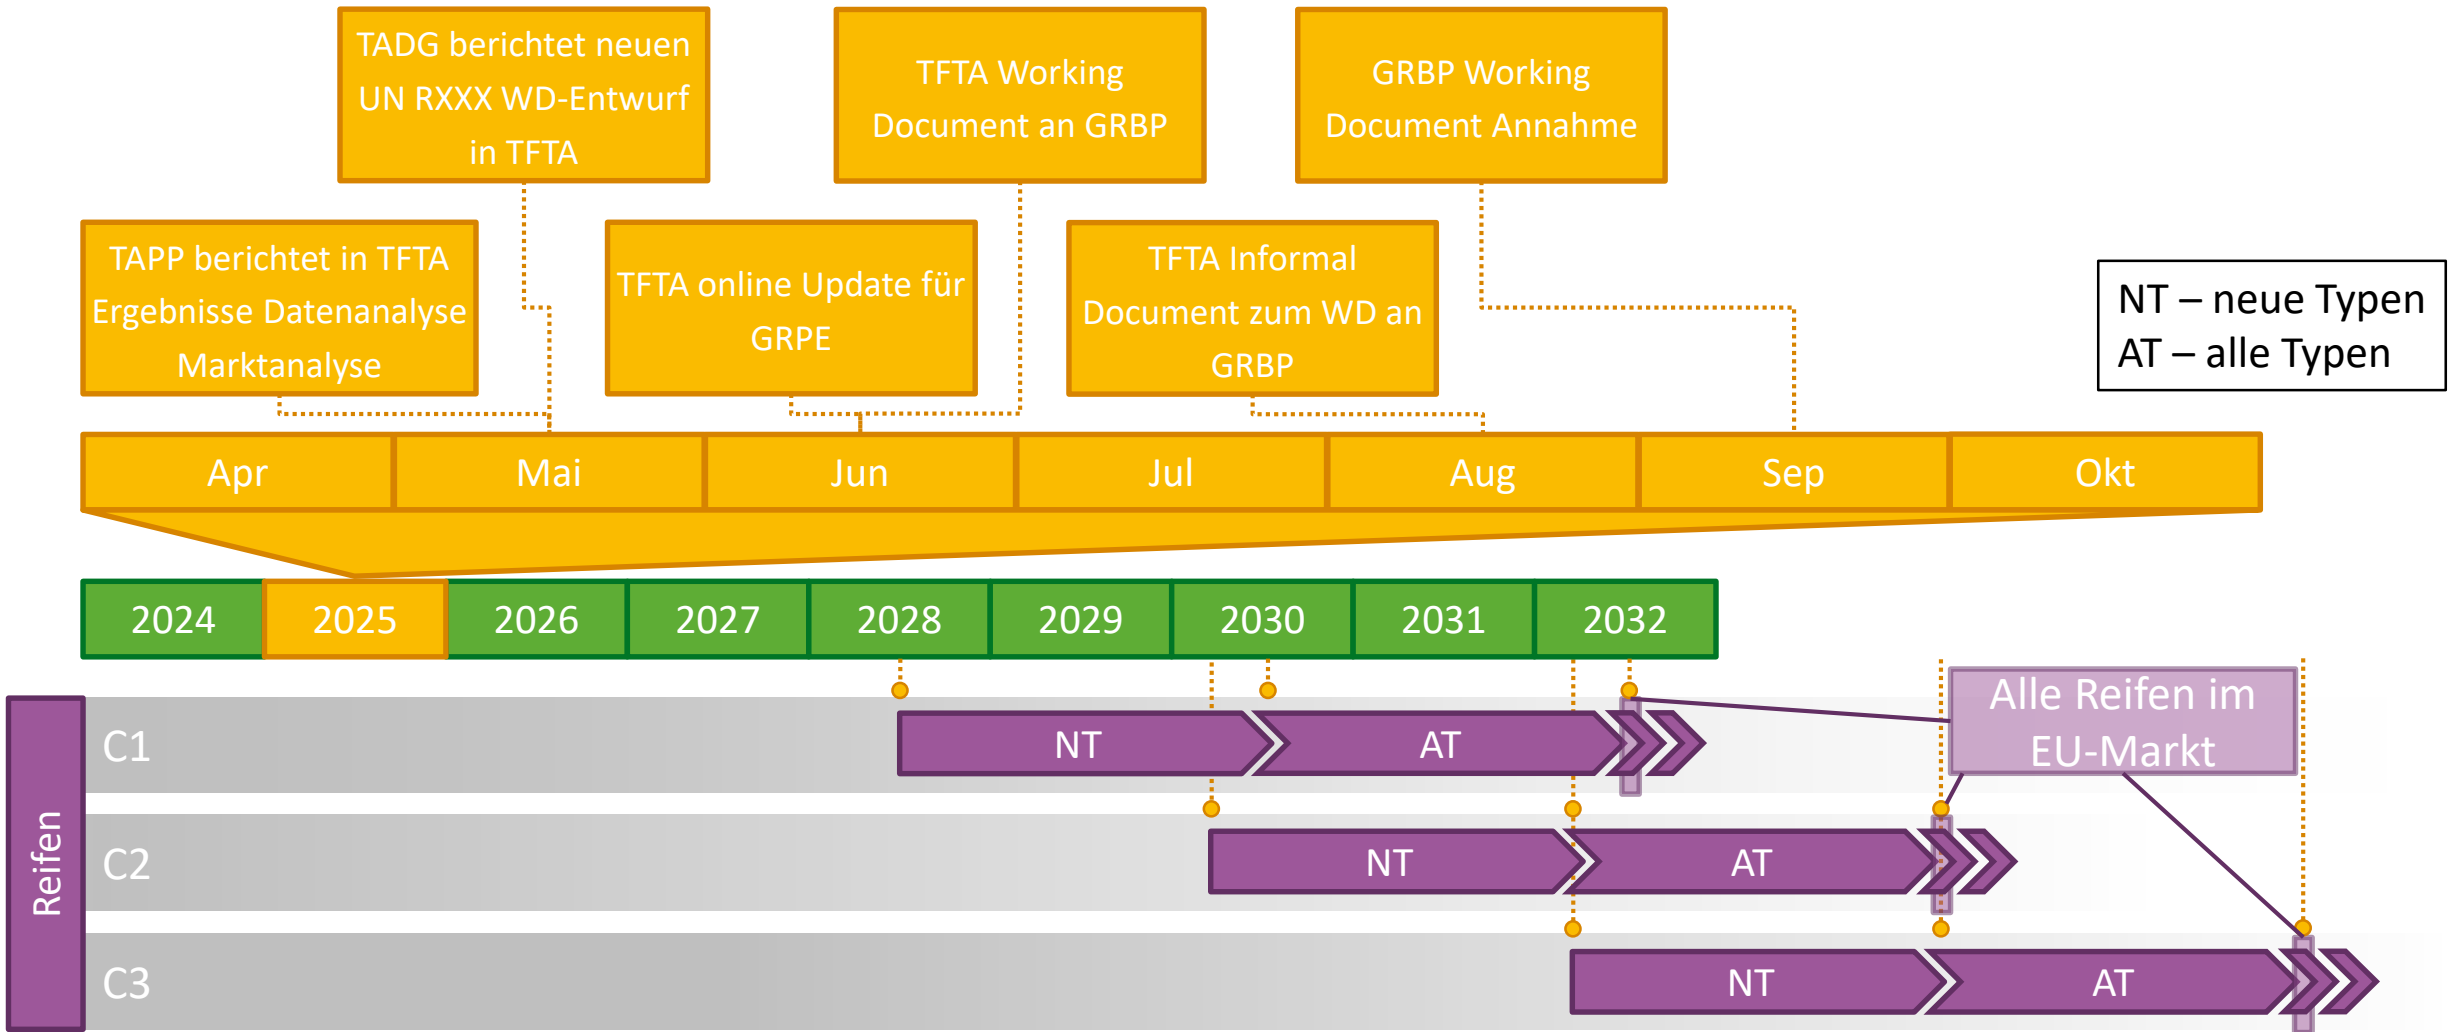 TADG berichtet neuen
UN RXXX WD-Entwurf
in TFTA
TFTA Working
Document an GRBP
GRBP Working
Document Annahme
TAPP berichtet in TFTA
Ergebnisse Datenanalyse
Marktanalyse
TFTA online Update für
GRPE
TFTA Informal
Document zum WD an
GRBP
NT – neue Typen
AT – alle Typen
Apr
Mai
Jun
Jul
Aug
Sep
Okt
2024
2025
2026
2027
2028
2029
2030
2031
2032
Alle Reifen im
EU-Markt
Reifen
C1
NT
AT
C2
NT
AT
C3
NT
AT